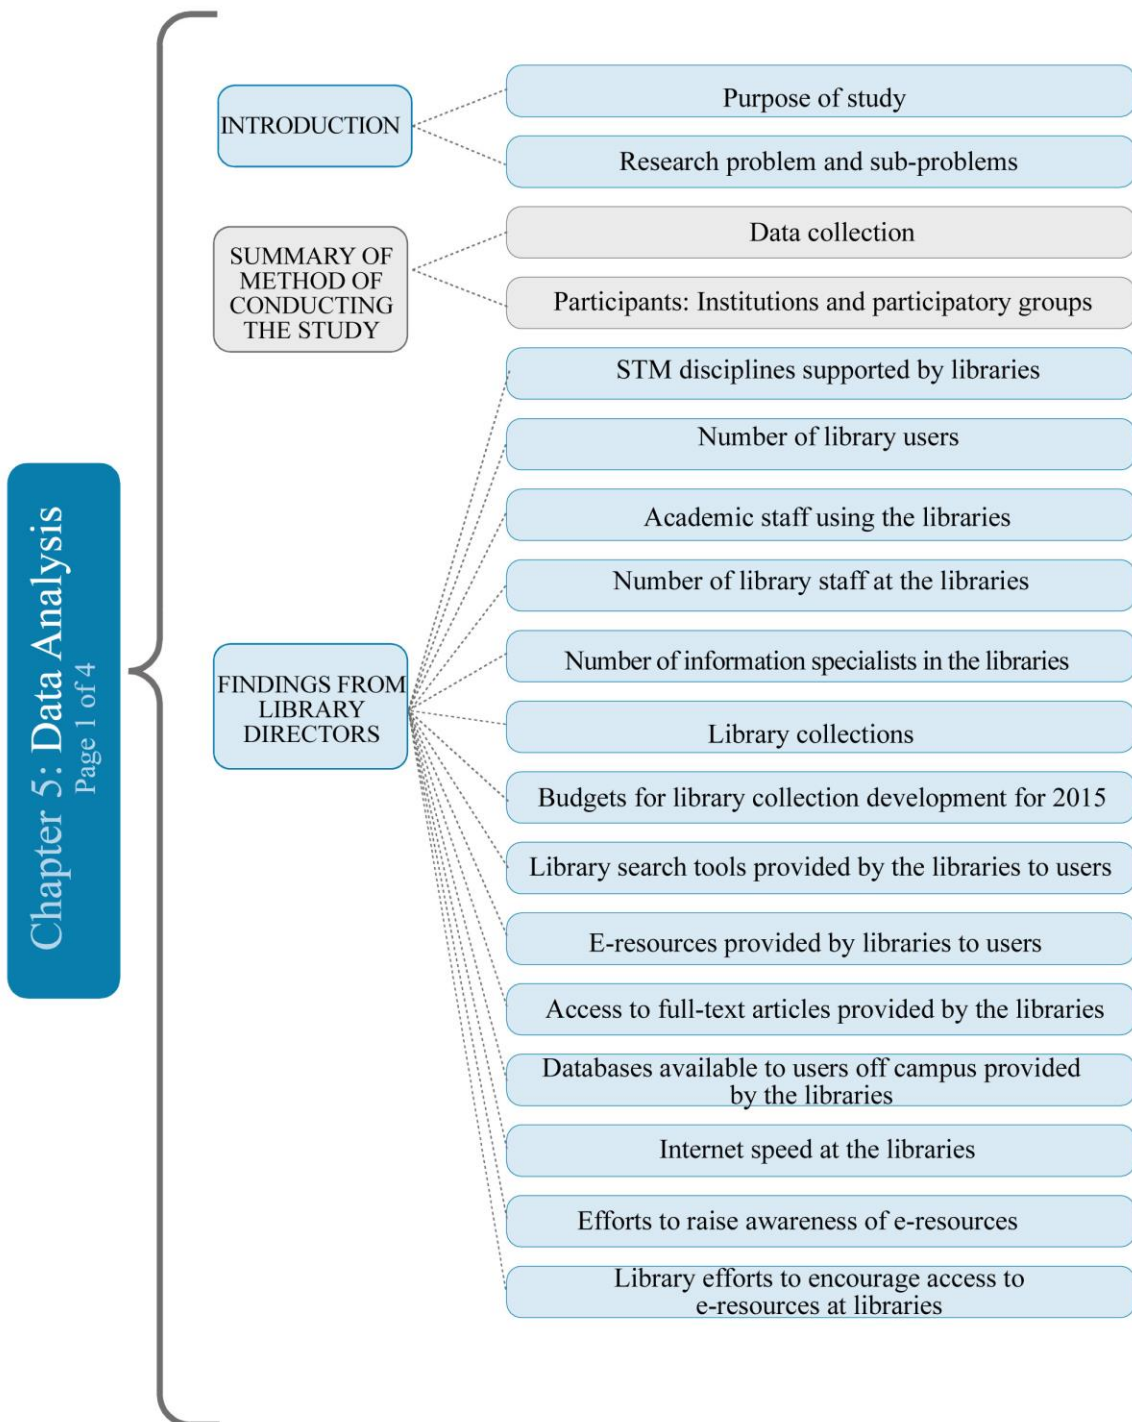 Chapter 5: Data Analysis
Page 1 of 4
INTRODUCTION
Purpose of study
Research problem and sub-problems
SUMMARY OF
METHOD OF
CONDUCTING
THE STUDY
Data collection
Participants: Institutions and participatory groups
FINDINGS FROM
LIBRARY
DIRECTORS
STM disciplines supported by libraries
Number of library users
Academic staff using the libraries
Number of library staff at the libraries
Number of information specialists in the libraries
Library collections
Budgets for library collection development for 2015
Library search tools provided by the libraries to users
E-resources provided by libraries to users
Access to full-text articles provided by the libraries
Databases available to users off campus provided
by the libraries
Internet speed at the libraries
Efforts to raise awareness of e-resources
Library efforts to encourage access to
e-resources at libraries